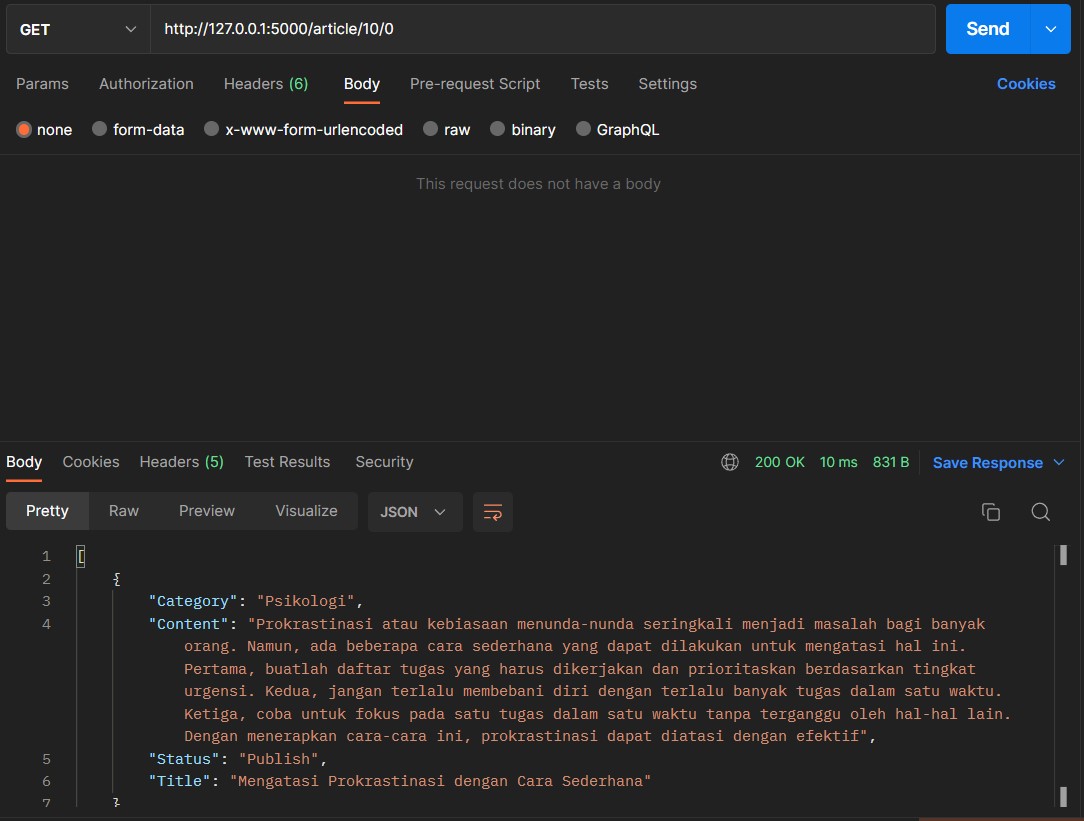 GET http://127.0.0.1:5000/article/10/0 Send
Params Authorization Headers (6) Body Pre-request Script Tests Settings Cookies
none form-data x-www-form-urlencoded raw binary GraphQL
This request does not have a body
Body Cookies Headers (5) Test Results Security 200 OK 10 ms 831 B Save Response
Pretty Raw Preview Visualize JSON
1 [
2 {
3 "Category": "Psikologi",
4 "Content": "Prokrastinasi atau kebiasaan menunda-nunda seringkali menjadi masalah bagi banyak
orang. Namun, ada beberapa cara sederhana yang dapat dilakukan untuk mengatasi hal ini.
Pertama, buatlah daftar tugas yang harus dikerjakan dan prioritaskan berdasarkan tingkat
urgensi. Kedua, jangan terlalu membebani diri dengan terlalu banyak tugas dalam satu waktu.
Ketiga, coba untuk fokus pada satu tugas dalam satu waktu tanpa terganggu oleh hal-hal lain.
Dengan menerapkan cara-cara ini, prokrastinasi dapat diatasi dengan efektif",
5 "Status": "Publish",
6 "Title": "Mengatasi Prokrastinasi dengan Cara Sederhana"
7 }